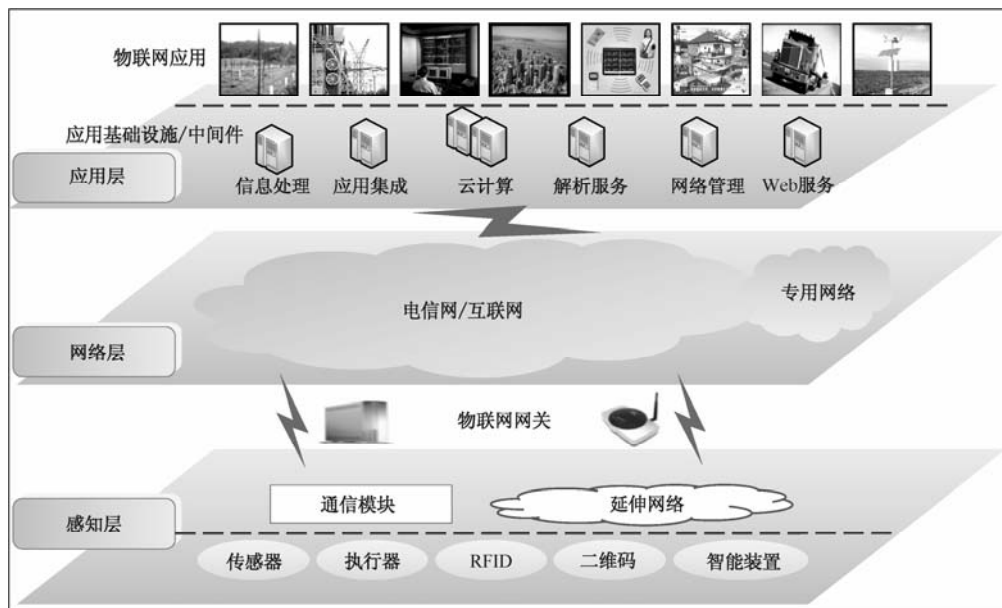 物联网应用
应用基础设施/中间件
应用层
信息处理
应用集成
云计算
解析服务
网络管理
Web服务
电信网/互联网
专用网络
网络层
物联网网关
通信模块
延伸网络
感知层
传感器
执行器
RFID
二维码
智能装置